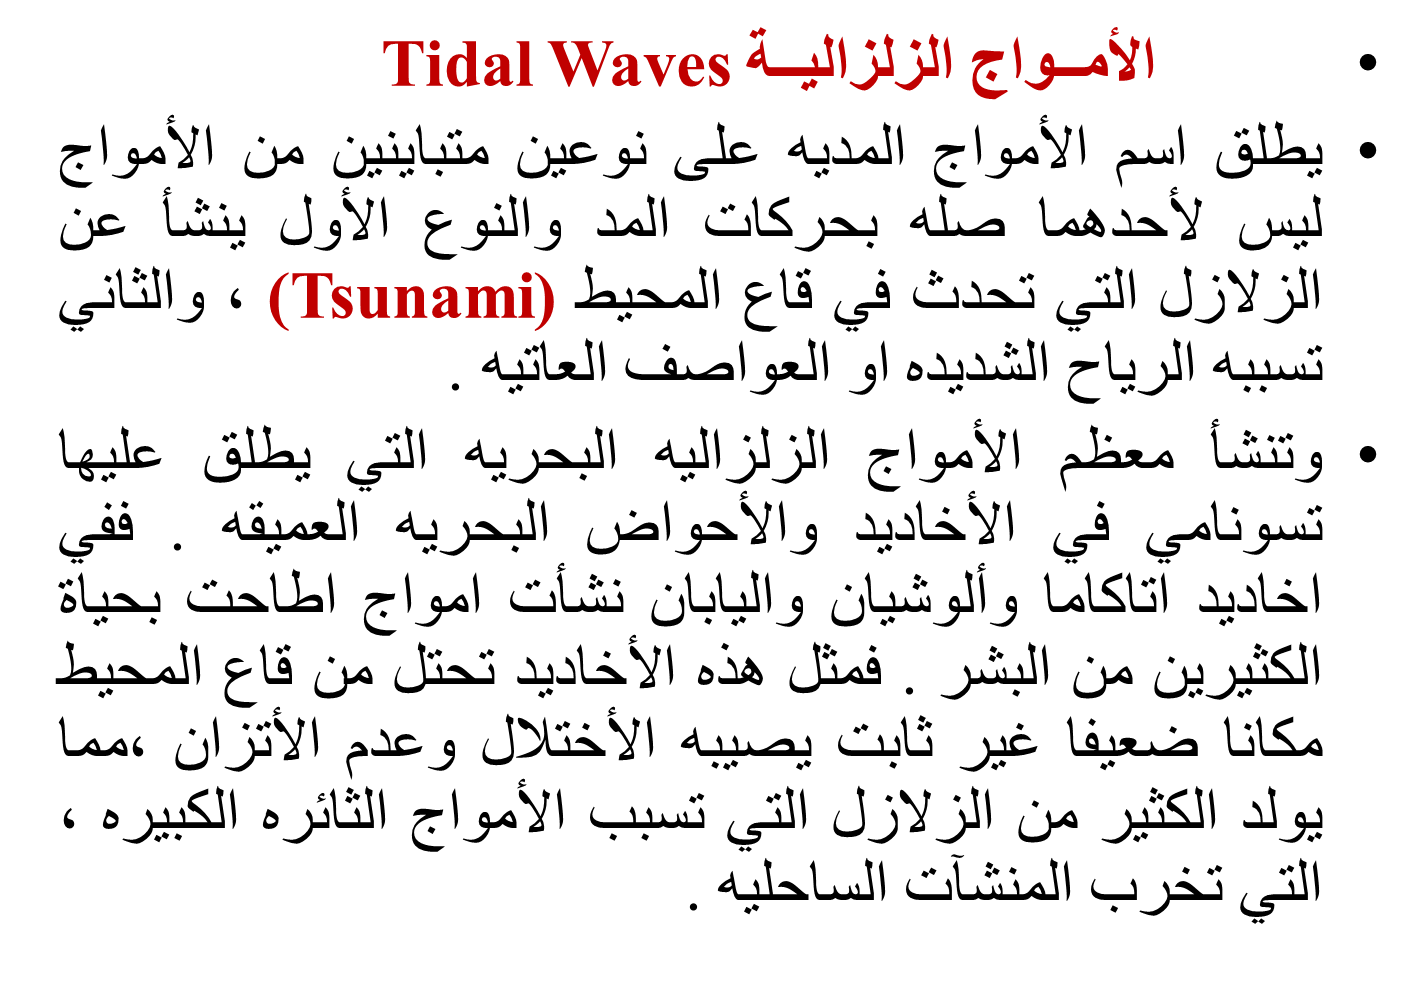 • الأمــواج الزلزاليــة Tidal Waves
• يطلق اسم الأمواج المديه على نوعين متباينين من الأمواج
ليس لأحدهما صله بحركات المد والنوع الأول ينشأ عن
الزلازل التي تحدث في قاع المحيط (Tsunami) ، والثاني
تسببه الرياح الشديده او العواصف العاتيه .
• وتنشأ معظم الأمواج الزلزاليه البحريه التي يطلق عليها
تسونامي في الأخاديد والأحواض البحريه العميقه . ففي
اخاديد اتاكاما وألوشيان واليابان نشأت امواج اطاحت بحياة
الكثيرين من البشر . فمثل هذه الأخاديد تحتل من قاع المحيط
مكانا ضعيفا غير ثابت يصيبه الأختلال وعدم الأتزان ،مما
يولد الكثير من الزلازل التي تسبب الأمواج الثائره الكبيره ،
التي تخرب المنشآت الساحليه .